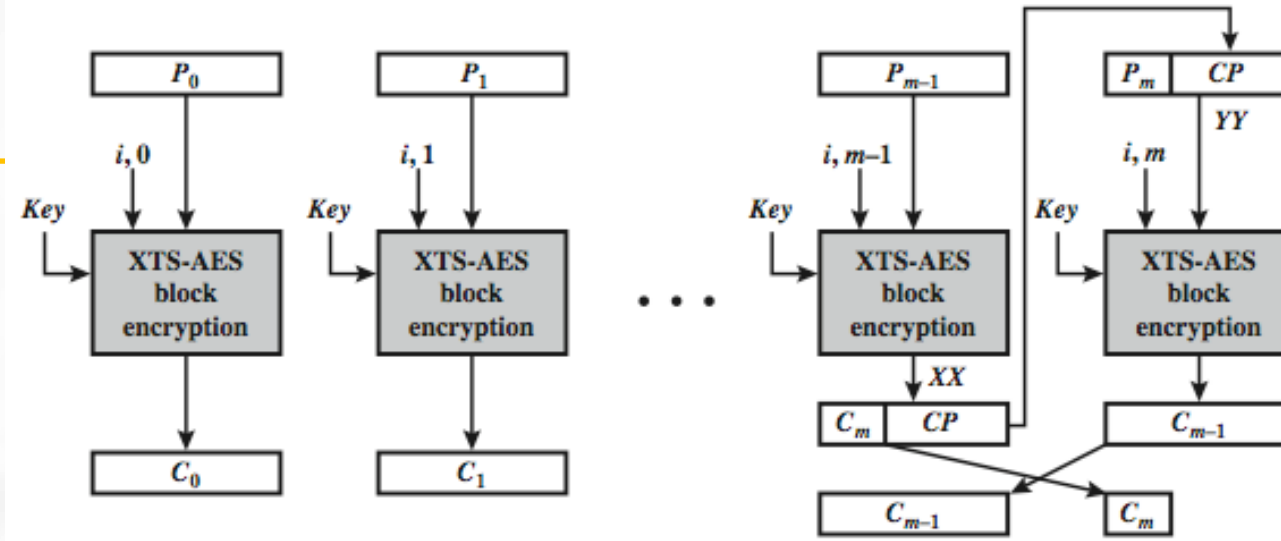 P₀ P₁ Pₘ₋₁ Pₘ CP
YY
i, 0 i, 1 i, m–1 i, m
Key Key Key Key
XTS-AES XTS-AES XTS-AES XTS-AES
block block block block
encryption encryption • • • encryption encryption
XX
Cₘ CP Cₘ₋₁
C₀ C₁
Cₘ₋₁ Cₘ